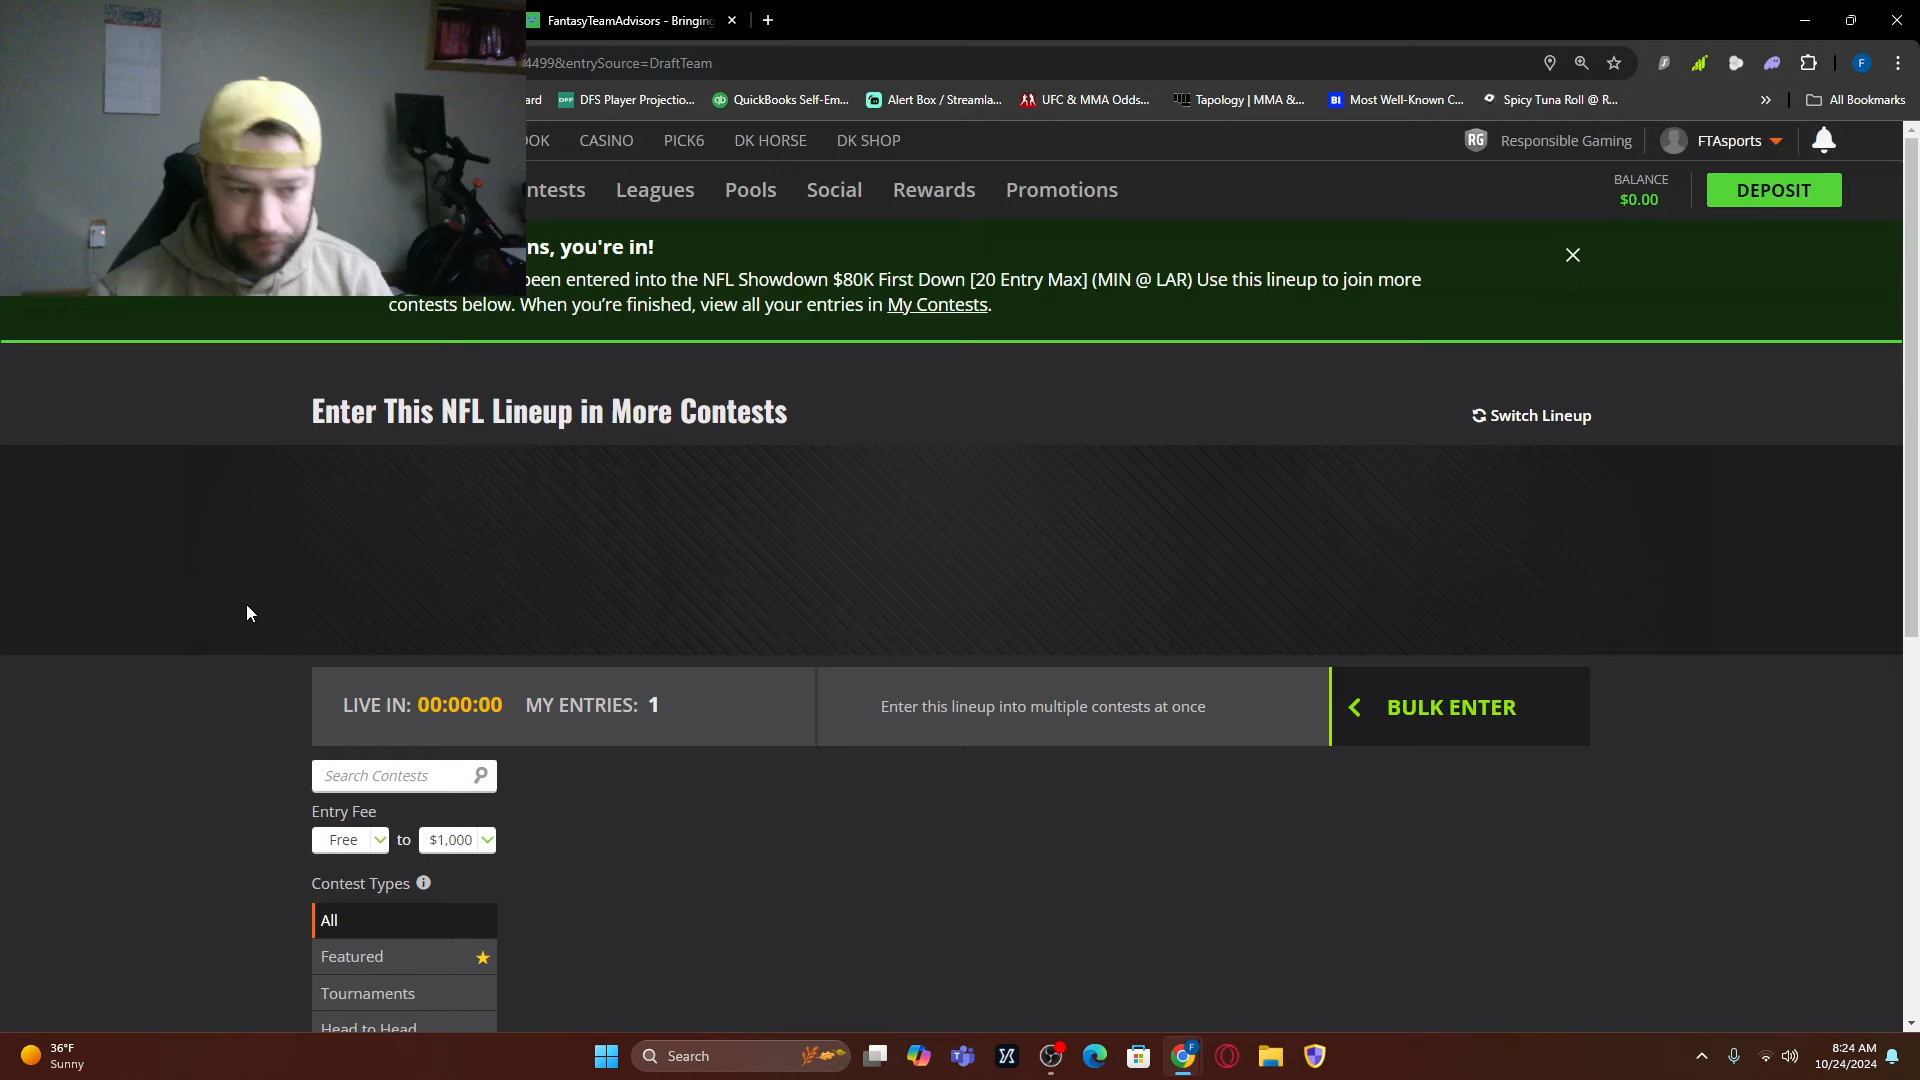 FantasyTeamAdvisors - Bringing
4499&entrySource=DraftTeam
F
ard
DFF DFS Player Projectio...
qb QuickBooks Self-Em...
Alert Box / Streamla...
UFC & MMA Odds...
Tapology | MMA &...
BI Most Well-Known C...
Spicy Tuna Roll @ R...
»
All Bookmarks
OOK CASINO PICK6 DK HORSE DK SHOP
RG Responsible Gaming
FTAsports
ntests Leagues Pools Social Rewards Promotions
BALANCE
$0.00
DEPOSIT
ns, you're in!
been entered into the NFL Showdown $80K First Down [20 Entry Max] (MIN @ LAR) Use this lineup to join more
contests below. When you're finished, view all your entries in My Contests.
Enter This NFL Lineup in More Contests
Switch Lineup
LIVE IN: 00:00:00 MY ENTRIES: 1
Enter this lineup into multiple contests at once
BULK ENTER
Search Contests
Entry Fee
Free to $1,000
Contest Types
All
Featured
Tournaments
Head to Head
36°F
Sunny
Search
8:24 AM
10/24/2024